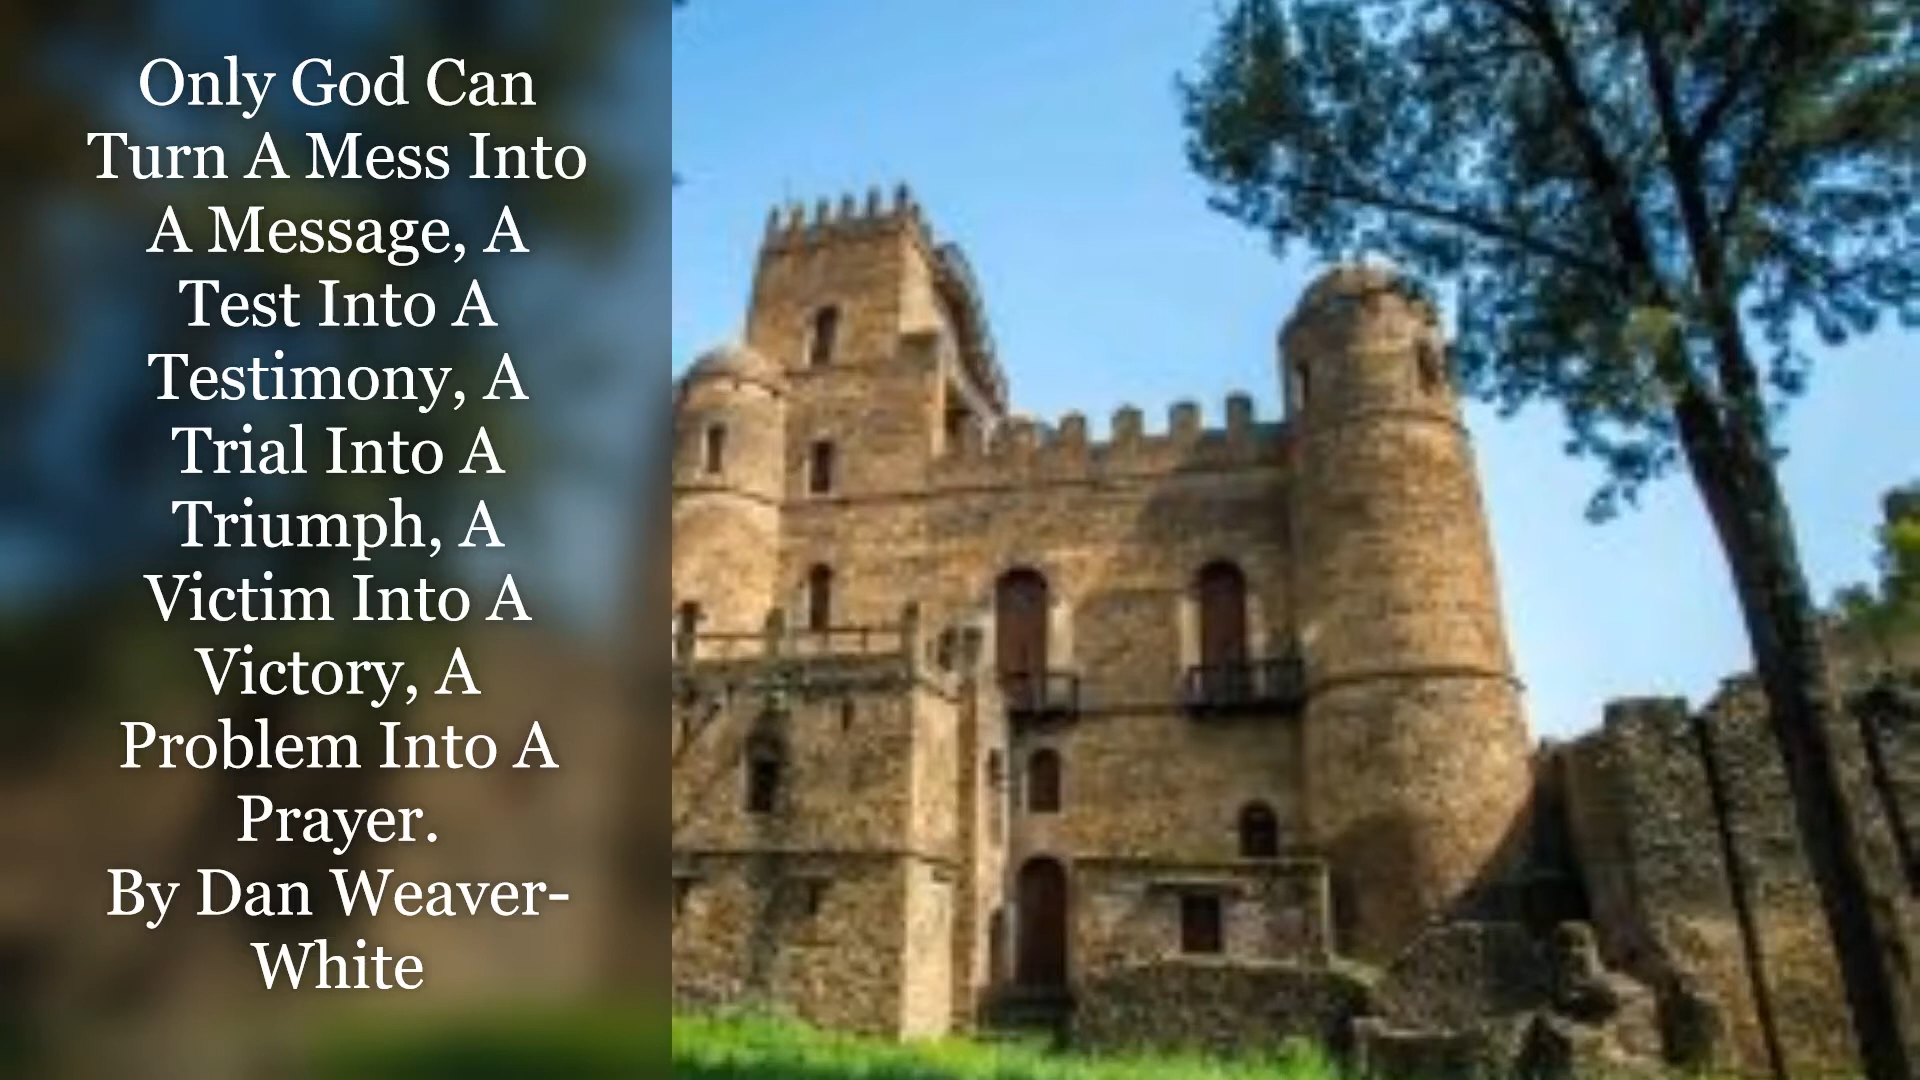 Only God Can
Turn A Mess Into
A Message, A
Test Into A
Testimony, A
Trial Into A
Triumph, A
Victim Into A
Victory, A
Problem Into A
Prayer.
By Dan Weaver-
White